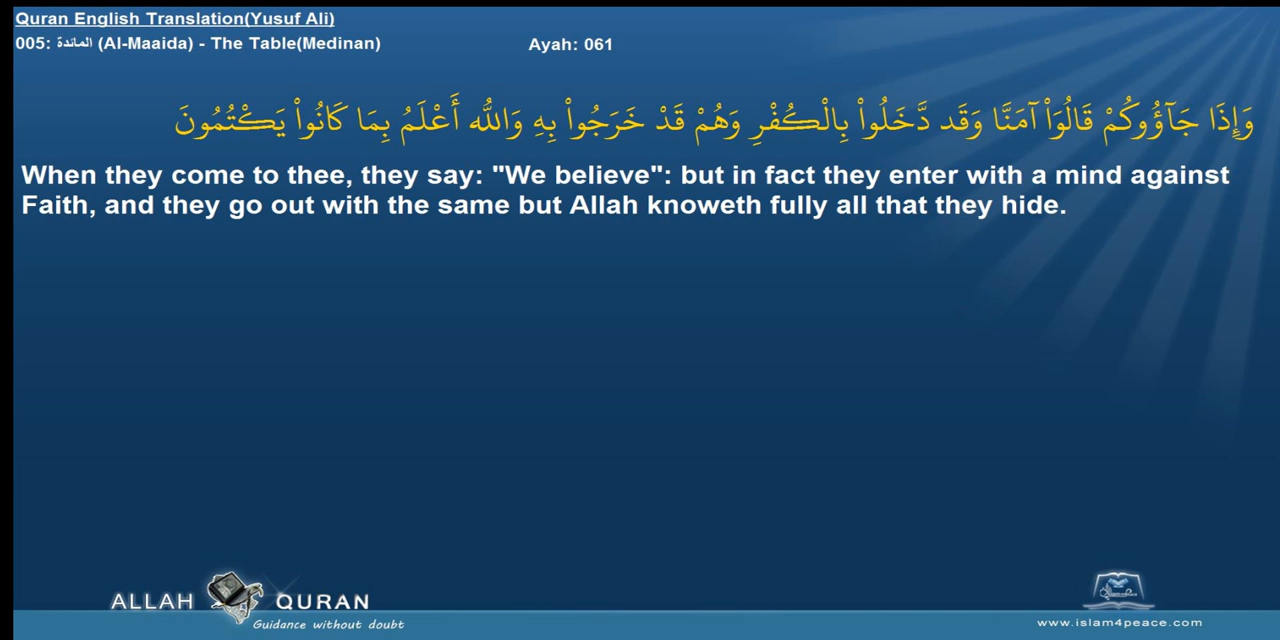 Quran English Translation(Yusuf Ali)
005: المائدة (Al-Maaida) - The Table(Medinan) Ayah: 061
وَإِذَا جَآؤُوكُمْ قَالُوَاْ آمَنَّا وَقَد دَّخَلُواْ بِالْكُفْرِ وَهُمْ قَدْ خَرَجُواْ بِهِ وَاللّهُ أَعْلَمُ بِمَا كَانُواْ يَكْتُمُونَ
When they come to thee, they say: "We believe": but in fact they enter with a mind against
Faith, and they go out with the same but Allah knoweth fully all that they hide.
ALLAH QURAN
Guidance without doubt
www.islam4peace.com